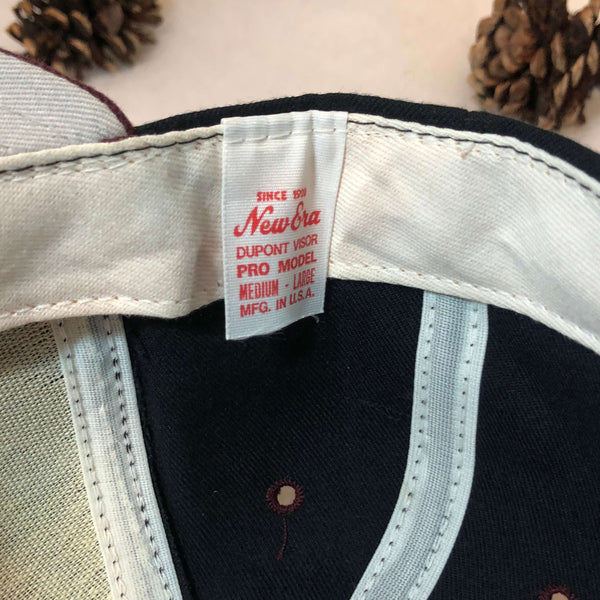 SINCE 1920
New Era
DUPONT VISOR
PRO MODEL
MEDIUM - LARGE
MFG. IN U.S.A.